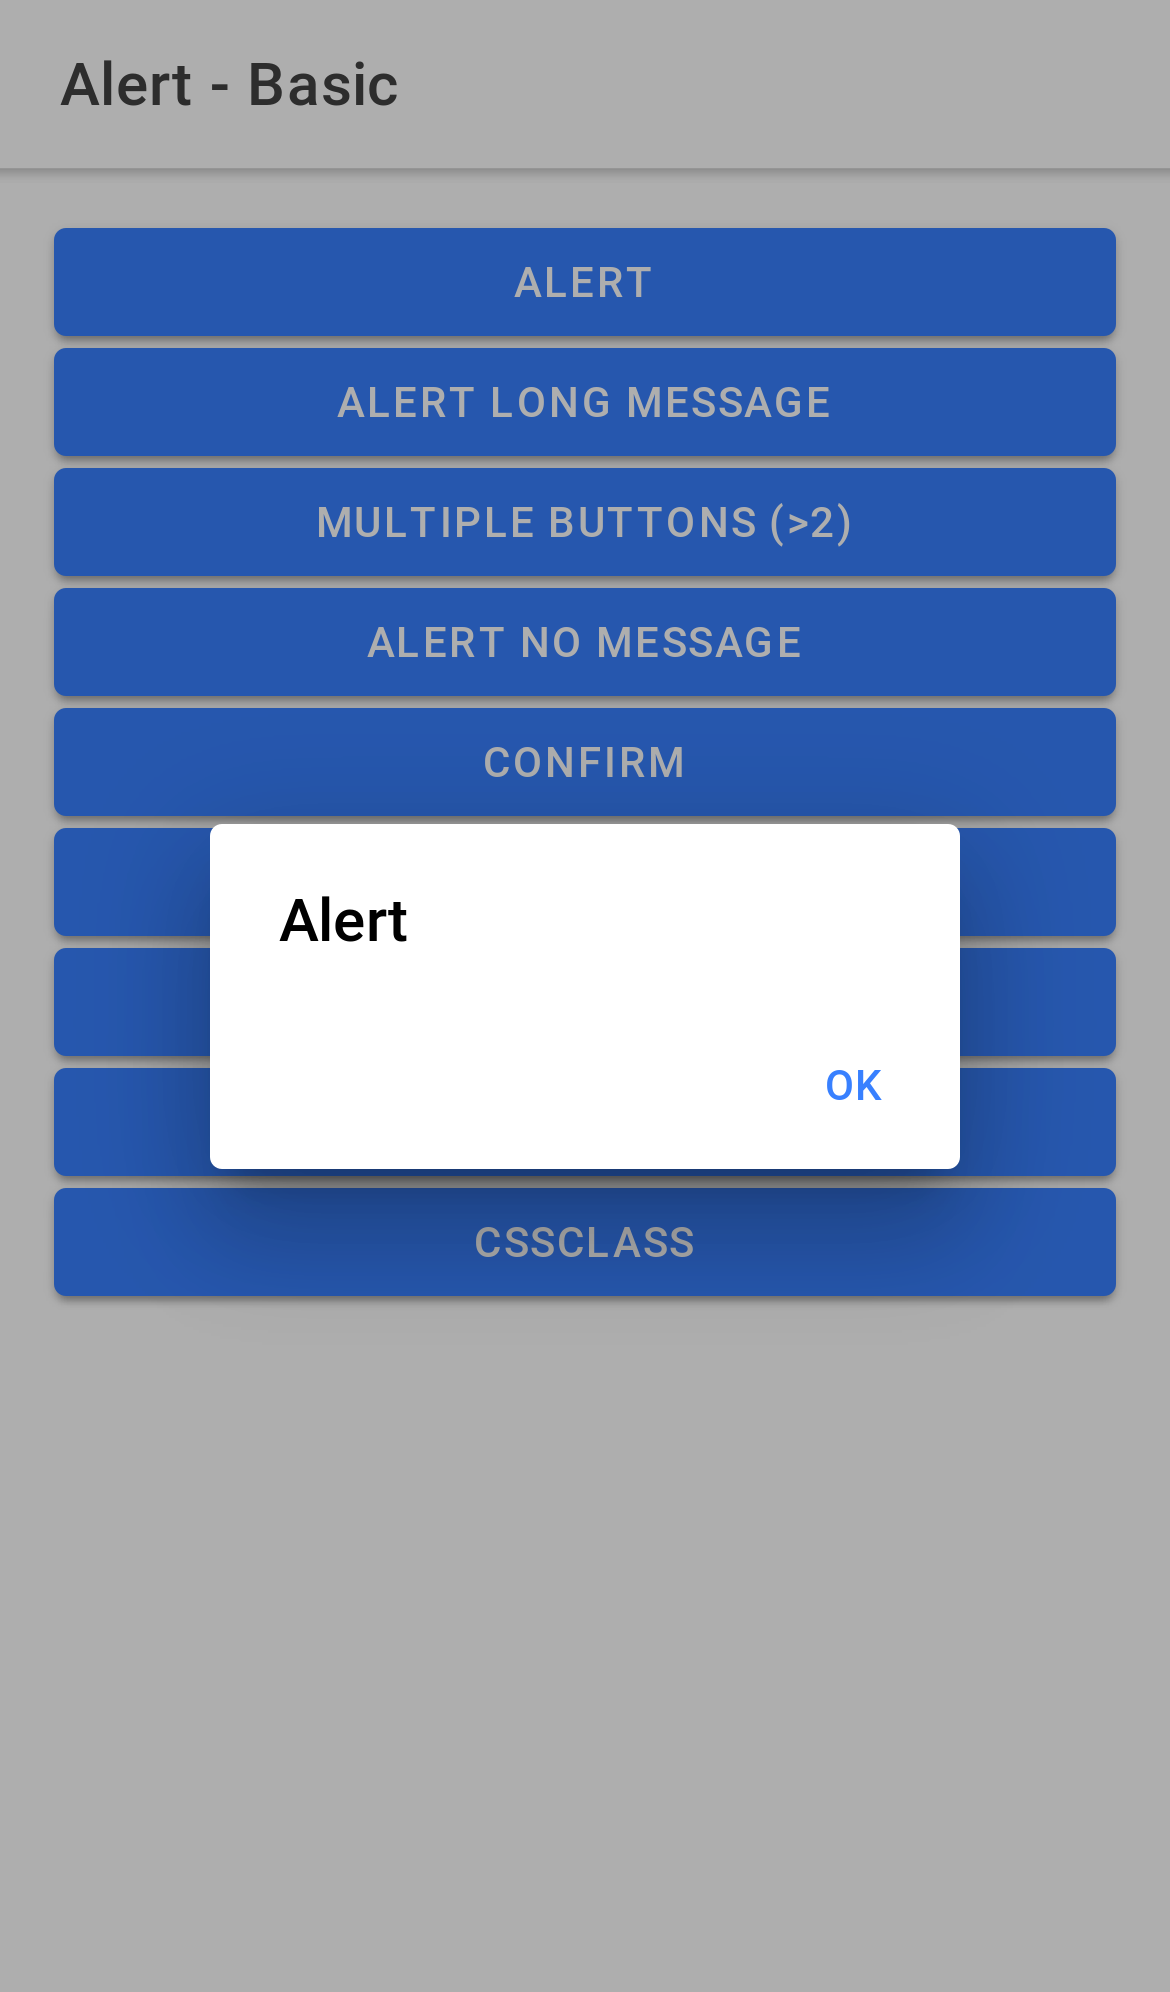 Alert - Basic
ALERT
ALERT LONG MESSAGE
MULTIPLE BUTTONS (>2)
ALERT NO MESSAGE
CONFIRM
Alert
OK
CSSCLASS